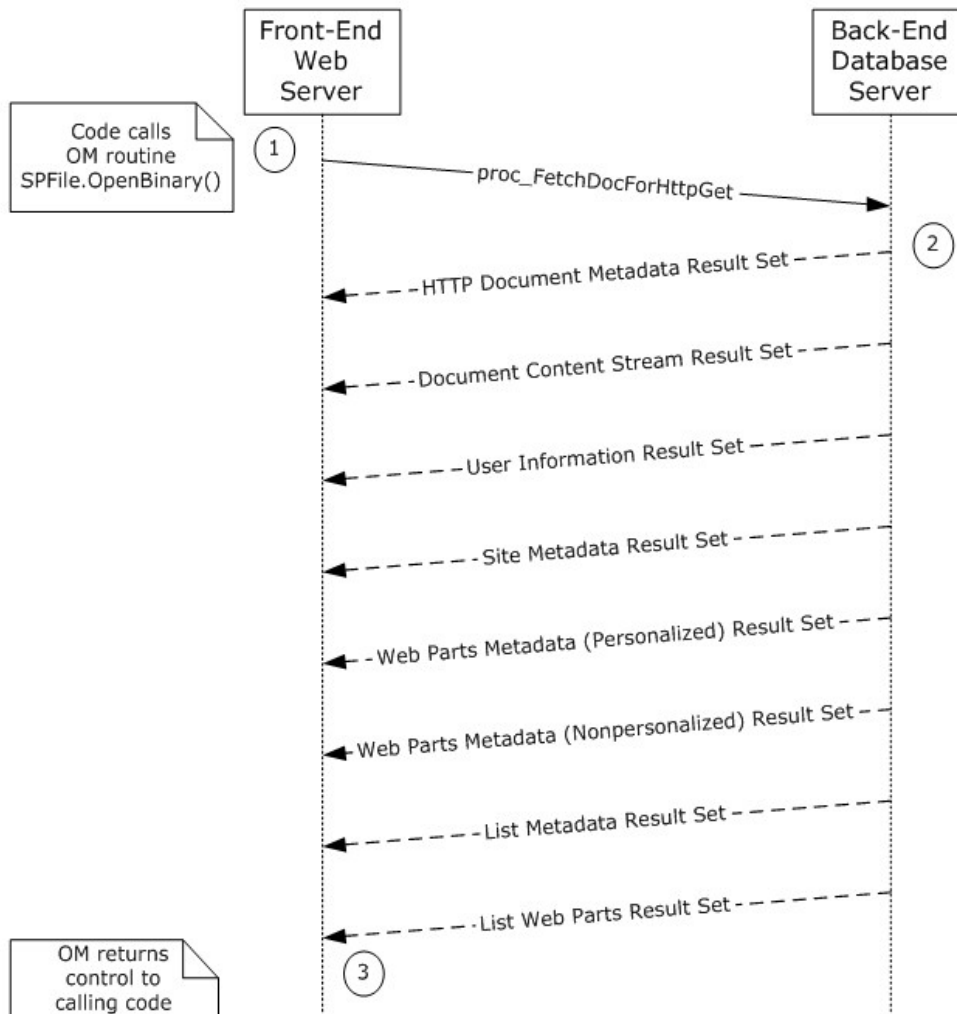 Front-End
Web
Server
Back-End
Database
Server
Code calls
OM routine
SPFile.OpenBinary()
1
proc_FetchDocForHttpGet
2
HTTP Document Metadata Result Set
Document Content Stream Result Set
User Information Result Set
Site Metadata Result Set
Web Parts Metadata (Personalized) Result Set
Web Parts Metadata (Nonpersonalized) Result Set
List Metadata Result Set
List Web Parts Result Set
3
OM returns
control to
calling code